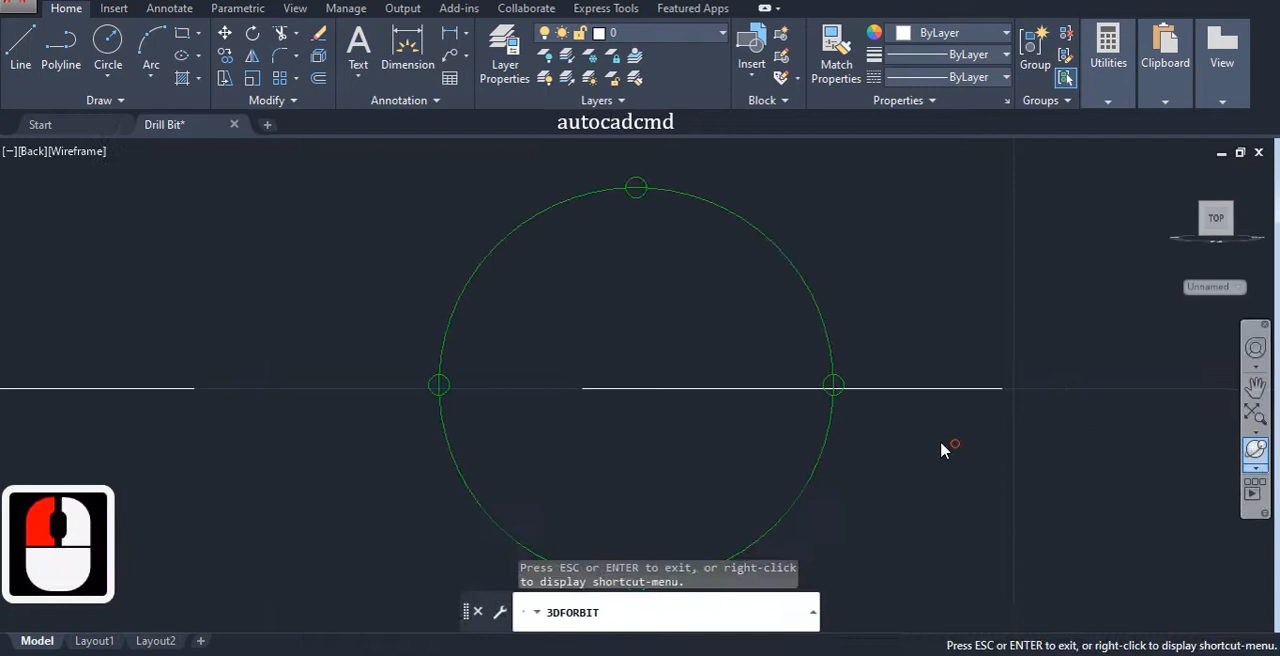 Home Insert Annotate Parametric View Manage Output Add-ins Collaborate Express Tools Featured Apps
Line Polyline Circle Arc
Text Dimension
Layer
Properties
0
Insert
Match
Properties
ByLayer
ByLayer
ByLayer
Group
Utilities Clipboard View
Draw Modify Annotation Layers Block Properties Groups
Start Drill Bit*
autocadcmd
[−][Back][Wireframe]
TOP
Unnamed
Press ESC or ENTER to exit, or right-click
to display shortcut-menu.
3DFORBIT
Model Layout1 Layout2 +
Press ESC or ENTER to exit, or right-click to display shortcut-menu.